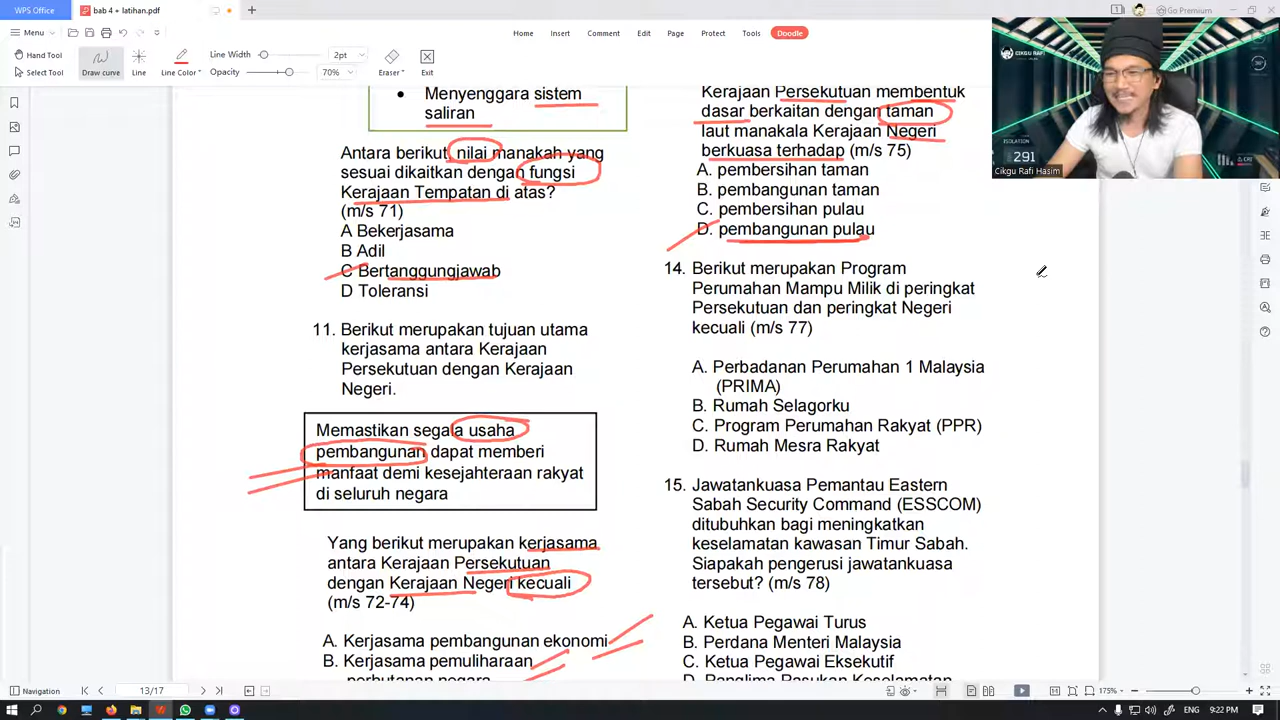 WPS Office
bab 4 + latihan.pdf
Go Premium
Menu
Home
Insert
Comment
Edit
Page
Protect
Tools
Doodle
Hand Tool
Select Tool
Draw curve
Line
Line Color
Line Width
2pt
Opacity
70%
Eraser
Exit
CIKGU RAFI
ISOLATION
291
Cikgu Rafi Hasim
• Menyenggara sistem
saliran
Antara berikut nilai manakah yang
sesuai dikaitkan dengan fungsi
Kerajaan Tempatan di atas?
(m/s 71)
A Bekerjasama
B Adil
C Bertanggungjawab
D Toleransi
11. Berikut merupakan tujuan utama
kerjasama antara Kerajaan
Persekutuan dengan Kerajaan
Negeri.
Memastikan segala usaha
pembangunan dapat memberi
manfaat demi kesejahteraan rakyat
di seluruh negara
Yang berikut merupakan kerjasama
antara Kerajaan Persekutuan
dengan Kerajaan Negeri kecuali
(m/s 72-74)
A. Kerjasama pembangunan ekonomi
B. Kerjasama pemuliharaan
perhutanan negara
Kerajaan Persekutuan membentuk
dasar berkaitan dengan taman
laut manakala Kerajaan Negeri
berkuasa terhadap (m/s 75)
A. pembersihan taman
B. pembangunan taman
C. pembersihan pulau
D. pembangunan pulau
14. Berikut merupakan Program
Perumahan Mampu Milik di peringkat
Persekutuan dan peringkat Negeri
kecuali (m/s 77)
A. Perbadanan Perumahan 1 Malaysia
(PRIMA)
B. Rumah Selagorku
C. Program Perumahan Rakyat (PPR)
D. Rumah Mesra Rakyat
15. Jawatankuasa Pemantau Eastern
Sabah Security Command (ESSCOM)
ditubuhkan bagi meningkatkan
keselamatan kawasan Timur Sabah.
Siapakah pengerusi jawatankuasa
tersebut? (m/s 78)
A. Ketua Pegawai Turus
B. Perdana Menteri Malaysia
C. Ketua Pegawai Eksekutif
D. Panglima Pasukan Keselamatan
Navigation
13/17
175%
9:22 PM